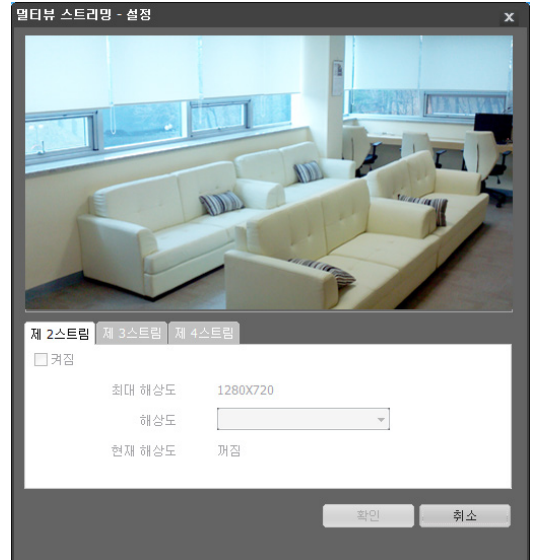 멀티뷰 스트리밍 - 설정 x
제 2스트림 제 3스트림 제 4스트림
켜짐
최대 해상도 1280X720
해상도
현재 해상도 꺼짐
확인 취소